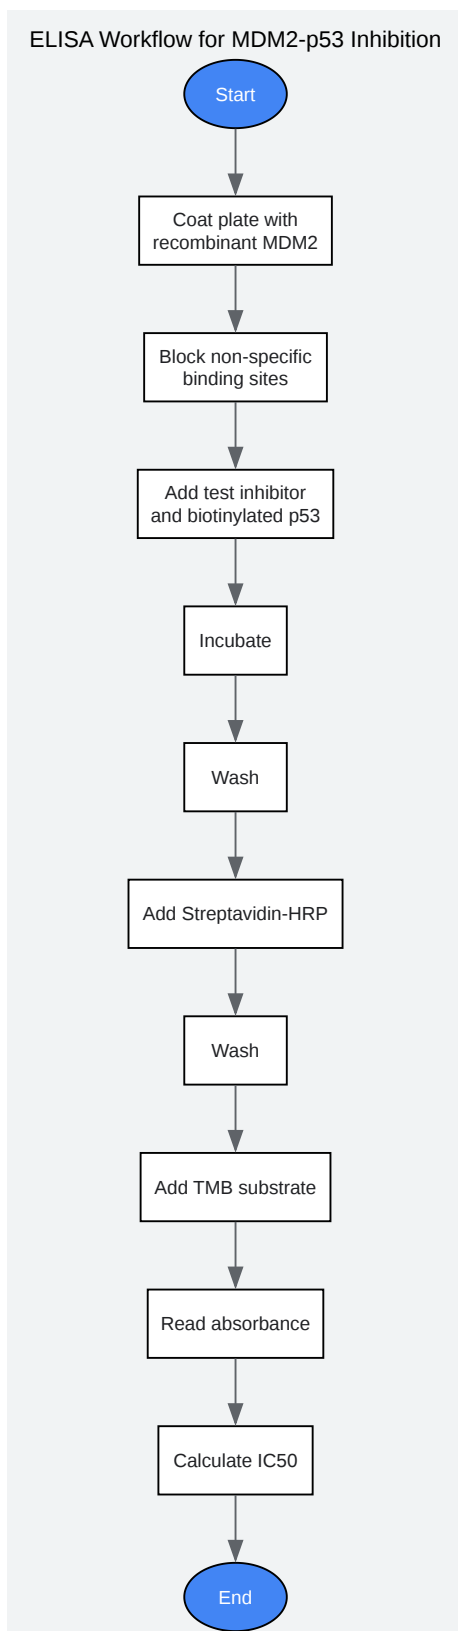 ELISA Workflow for MDM2-p53 Inhibition
Start
Coat plate with
recombinant MDM2
Block non-specific
binding sites
Add test inhibitor
and biotinylated p53
Incubate
Wash
Add Streptavidin-HRP
Wash
Add TMB substrate
Read absorbance
Calculate IC50
End